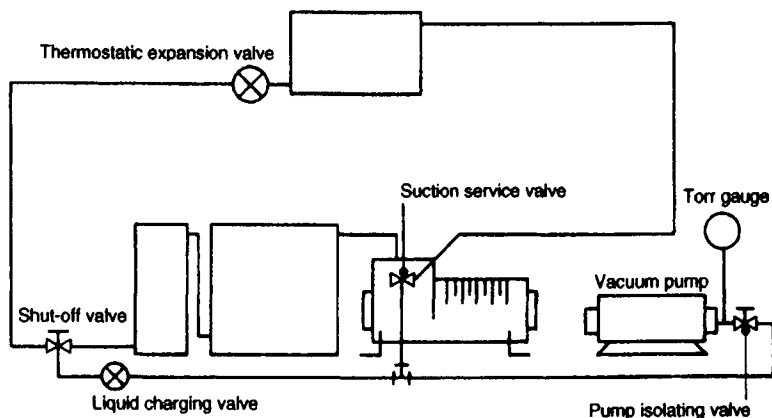 Thermostatic expansion valve
Suction service valve
Torr gauge
Vacuum pump
Shut-off valve
Liquid charging valve
Pump isolating valve